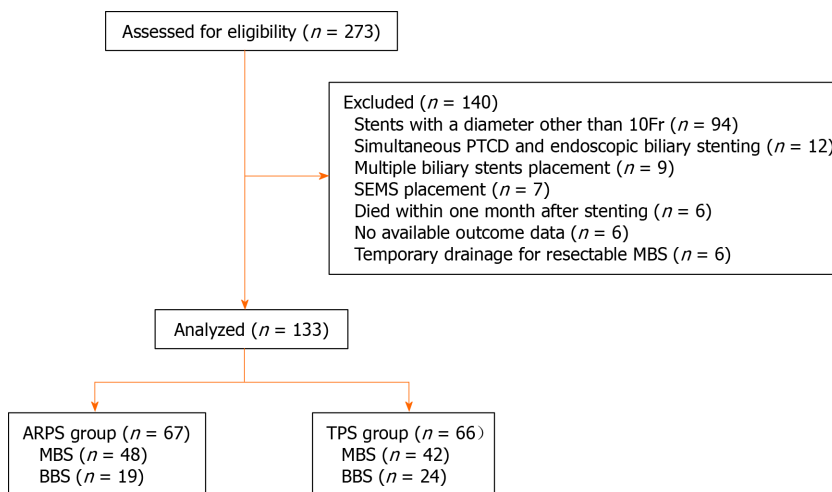 Assessed for eligibility (n = 273)
Excluded (n = 140)
Stents with a diameter other than 10Fr (n = 94)
Simultaneous PTCD and endoscopic biliary stenting (n = 12)
Multiple biliary stents placement (n = 9)
SEMS placement (n = 7)
Died within one month after stenting (n = 6)
No available outcome data (n = 6)
Temporary drainage for resectable MBS (n = 6)
Analyzed (n = 133)
ARPS group (n = 67)
MBS (n = 48)
BBS (n = 19)
TPS group (n = 66）
MBS (n = 42)
BBS (n = 24)